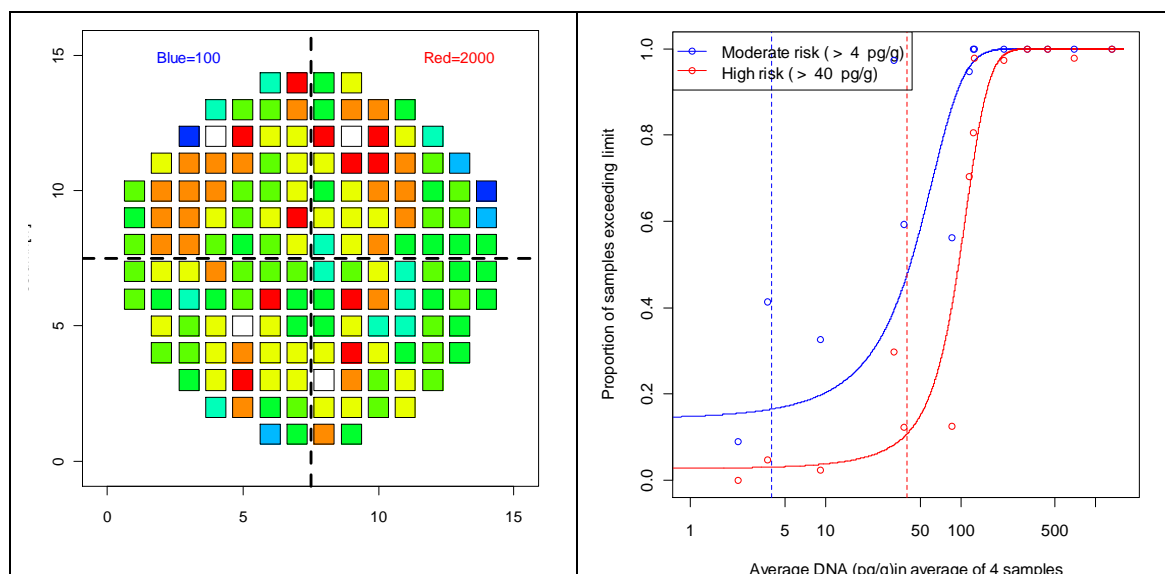 Blue=100 Red=2000
15
10
5
0
0 5 10 15
Moderate risk ( > 4 pg/g)
High risk ( > 40 pg/g)
Proportion of samples exceeding limit
1.0
0.8
0.6
0.4
0.2
0.0
1 5 10 50 100 500
Average DNA (pg/g)in average of 4 samples